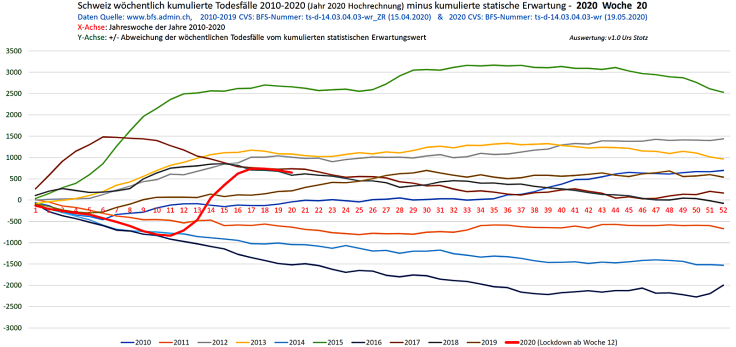 Schweiz wöchentlich kumulierte Todesfälle 2010-2020 (Jahr 2020 Hochrechnung) minus kumulierte statische Erwartung - 2020 Woche 20
Daten Quelle: www.bfs.admin.ch, 2010-2019 CVS: BFS-Nummer: ts-d-14.03.04.03-wr_ZR (15.04.2020) & 2020 CVS: BFS-Nummer: ts-d-14.03.04.03-wr (19.05.2020)
X-Achse: Jahreswoche der Jahre 2010-2020
Y-Achse: +/- Abweichung der wöchentlichen Todesfälle vom kumulierten statistischen Erwartungswert
Auswertung: v1.0 Urs Stotz
3500
3000
2500
2000
1500
1000
500
0
1 2 3 4 5 6 7 8 9 10 11 12 13 14 15 16 17 18 19 20 21 22 23 24 25 26 27 28 29 30 31 32 33 34 35 36 37 38 39 40 41 42 43 44 45 46 47 48 49 50 51 52
-500
-1000
-1500
-2000
-2500
-3000
2010 2011 2012 2013 2014 2015 2016 2017 2018 2019 2020 (Lockdown ab Woche 12)